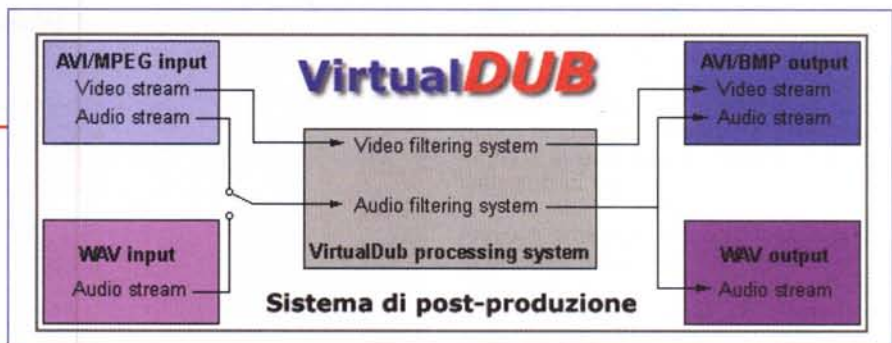 AVI/MPEG input
Video stream
Audio stream
VirtualDUB
AVI/BMP output
Video stream
Audio stream
Video filtering system
Audio filtering system
VirtualDub processing system
WAV input
Audio stream
WAV output
Audio stream
Sistema di post-produzione